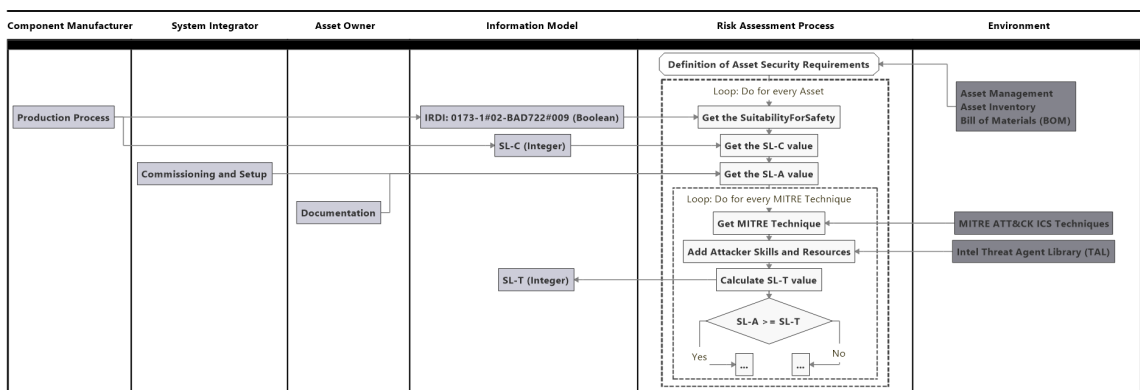 Component Manufacturer
System Integrator
Asset Owner
Information Model
Risk Assessment Process
Environment
Definition of Asset Security Requirements
Asset Management
Asset Inventory
Bill of Materials (BOM)
Loop: Do for every Asset
Production Process
IRDI: 0173-1#02-BAD722#009 (Boolean)
Get the SuitabilityForSafety
SL-C (Integer)
Get the SL-C value
Commissioning and Setup
Get the SL-A value
Loop: Do for every MITRE Technique
Documentation
Get MITRE Technique
MITRE ATT&CK ICS Techniques
Add Attacker Skills and Resources
Intel Threat Agent Library (TAL)
SL-T (Integer)
Calculate SL-T value
SL-A >= SL-T
Yes
No
...
...